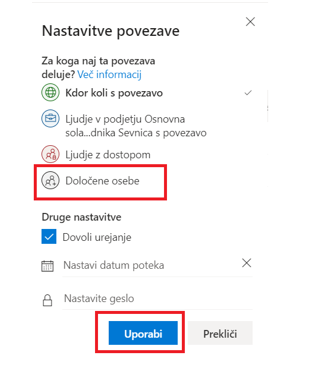 Nastavitve povezave
Za koga naj ta povezava
deluje? Več informacij
Kdor koli s povezavo
Ljudje v podjetju Osnovna
sola...dnika Sevnica s povezavo
Ljudje z dostopom
Določene osebe
Druge nastavitve
Dovoli urejanje
Nastavi datum poteka
Nastavite geslo
Uporabi Prekliči